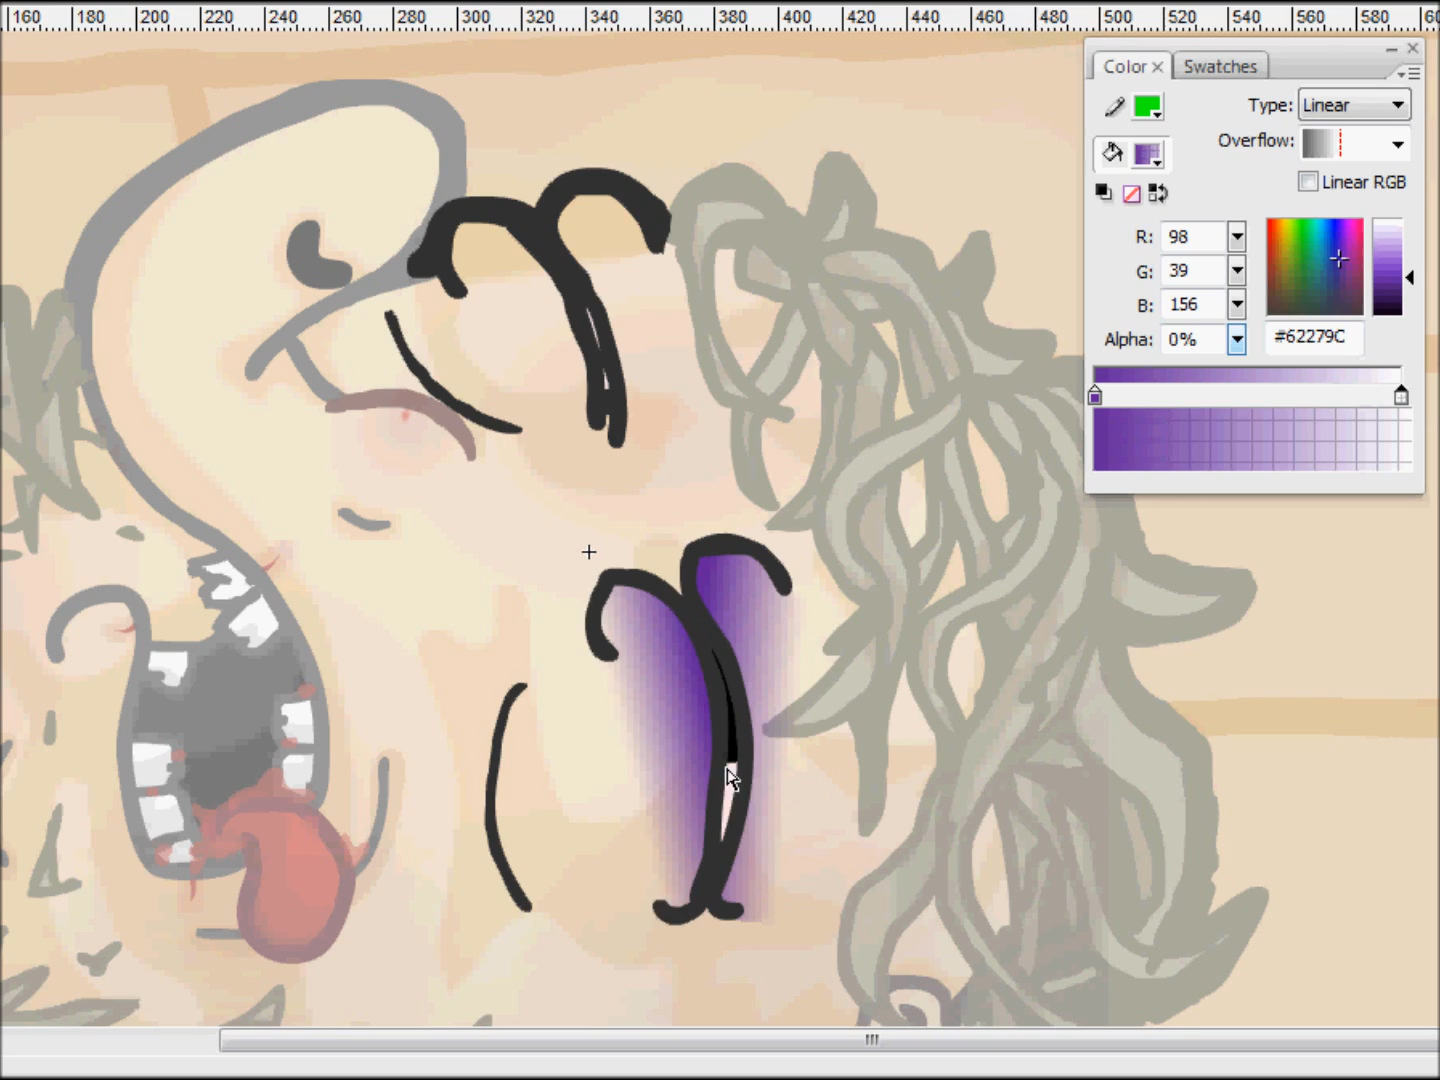 160 180 200 220 240 260 280 300 320 340 360 380 400 420 440 460 480 500 520 540 560 580
Color Swatches
Type: Linear
Overflow:
Linear RGB
R: 98
G: 39
B: 156
Alpha: 0% #62279C